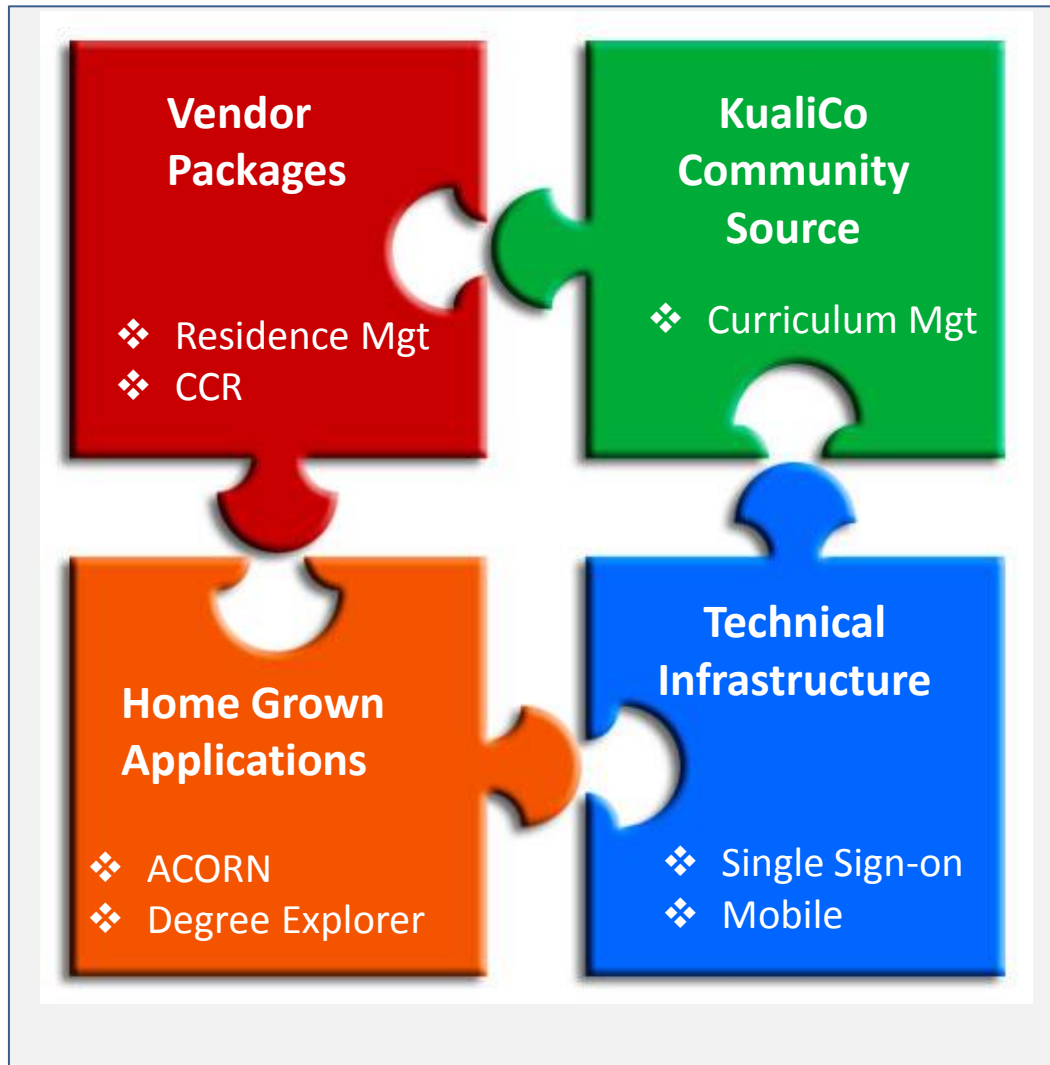 Vendor
Packages
❖ Residence Mgt
❖ CCR
KualiCo
Community
Source
❖ Curriculum Mgt
Home Grown
Applications
❖ ACORN
❖ Degree Explorer
Technical
Infrastructure
❖ Single Sign-on
❖ Mobile